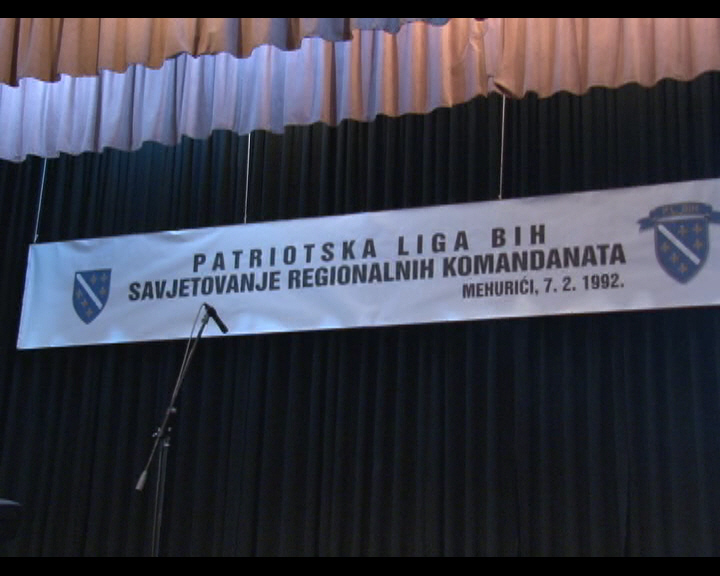 PATRIOTSKA LIGA BIH
SAVJETOVANJE REGIONALNIH KOMANDANATA
MEHURIĆI, 7. 2. 1992.